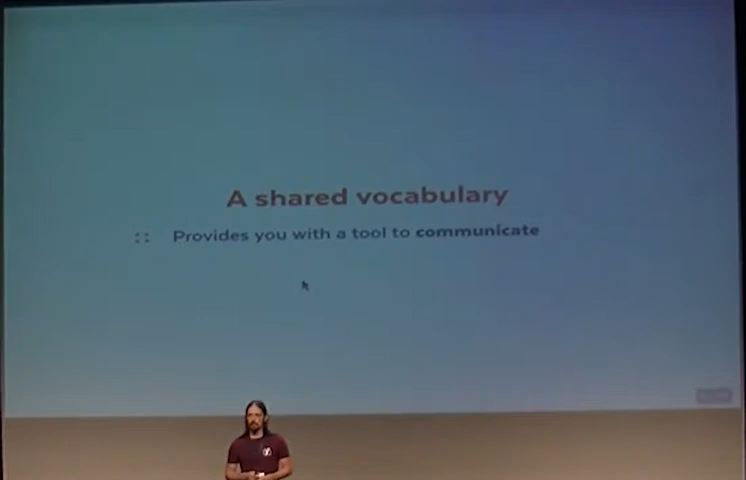 A shared vocabulary
:: Provides you with a tool to communicate